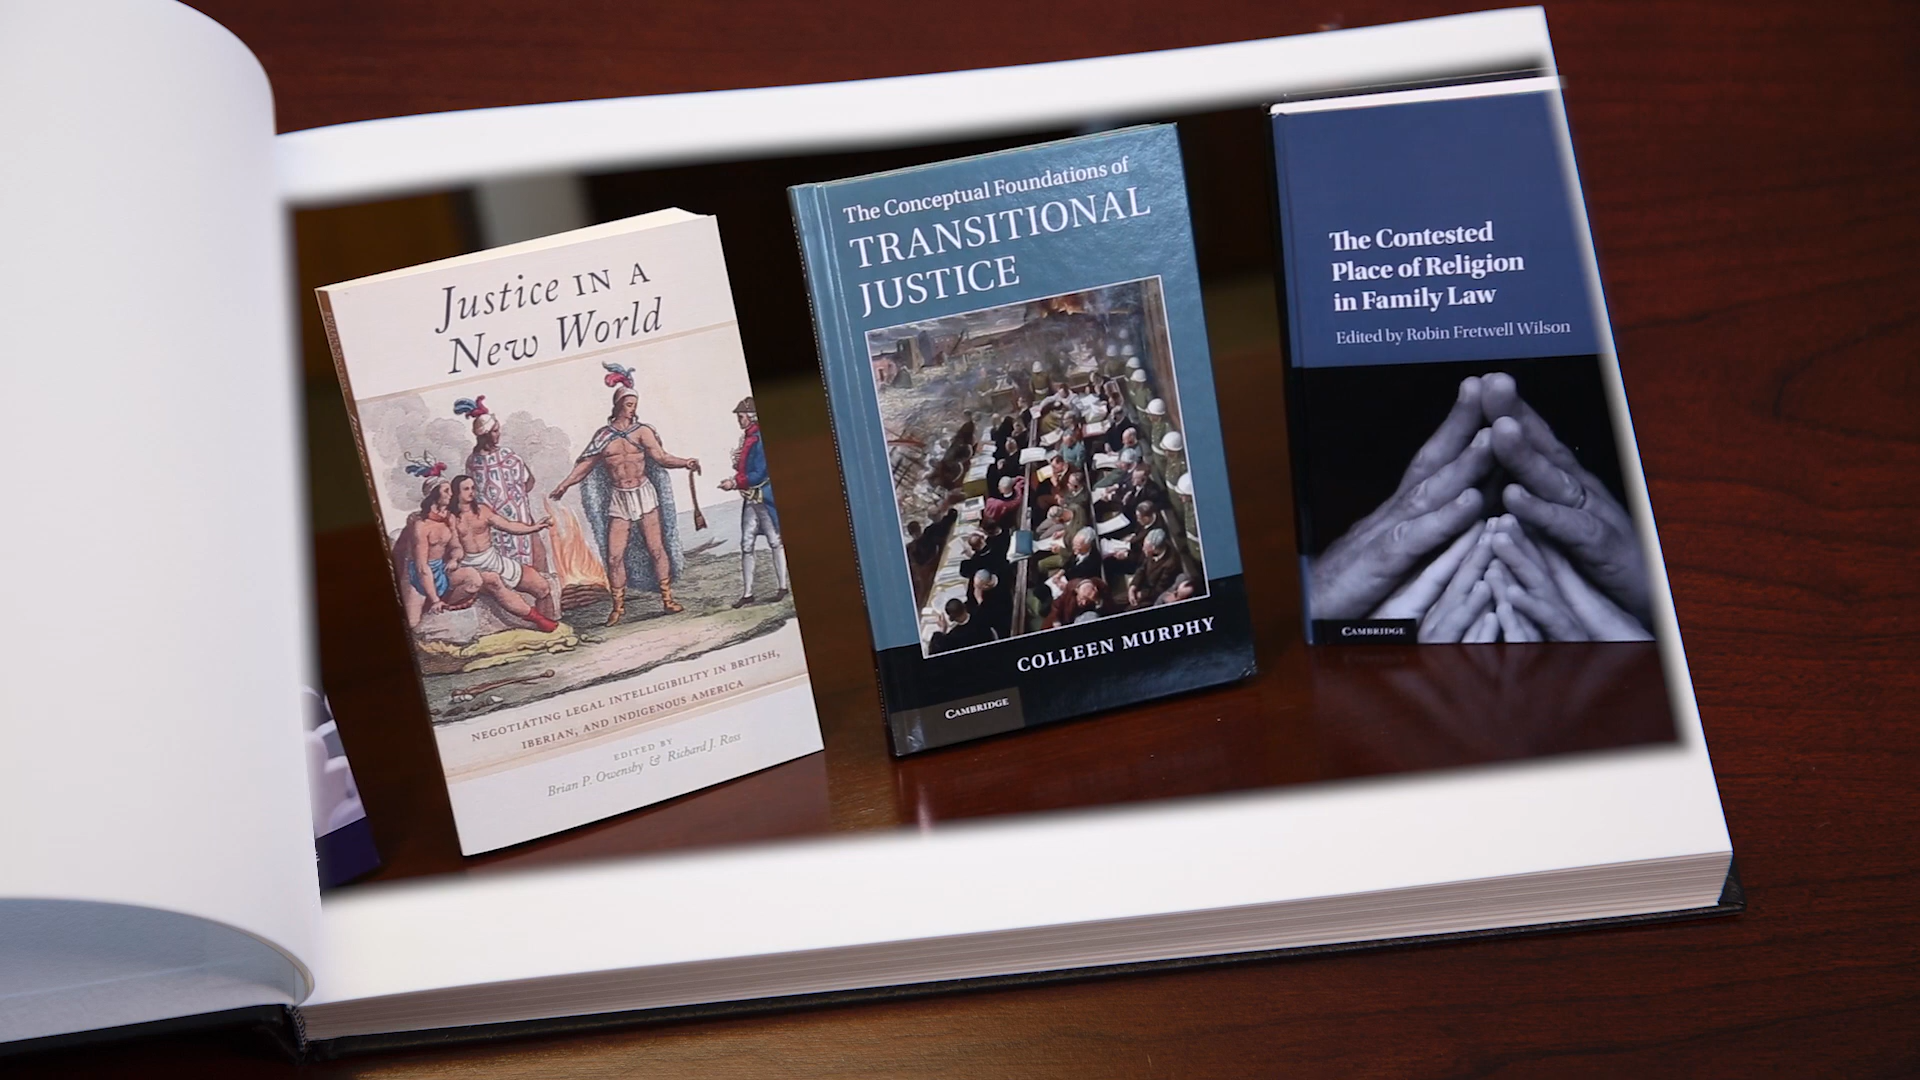 Justice IN A
New World
NEGOTIATING LEGAL INTELLIGIBILITY IN BRITISH,
IBERIAN, AND INDIGENOUS AMERICA
EDITED BY
Brian P. Owensby & Richard J. Ross
The Conceptual Foundations of
TRANSITIONAL
JUSTICE
COLLEEN MURPHY
CAMBRIDGE
The Contested
Place of Religion
in Family Law
Edited by Robin Fretwell Wilson
CAMBRIDGE